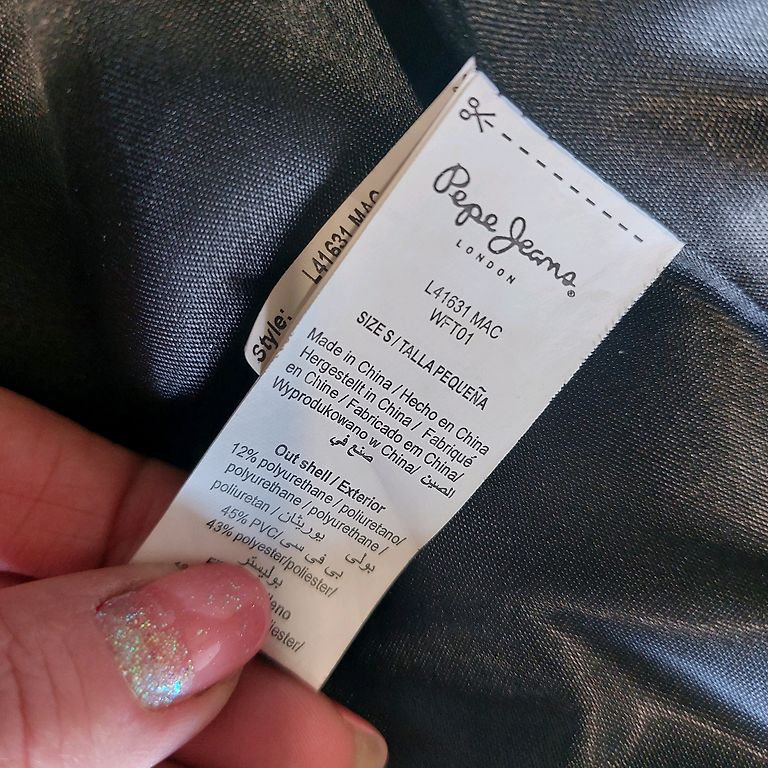 Style:
L41631 MAC
Pepe Jeans
LONDON
L41631 MAC
WFT01
SIZE S/TALLA PEQUEÑA
Made in China / Hecho en China
Hergestellt in China / Fabriqué
en Chine / Fabricado em China/
Wyprodukowano w China/ الصين
صنع في
Out shell / Exterior
12% polyurethane / poliuretano/
polyurethane / polyurethane /
poliuretan / بولي يوريثان
45% PVC/ بي في سي
43% polyester/poliester/
بوليستر